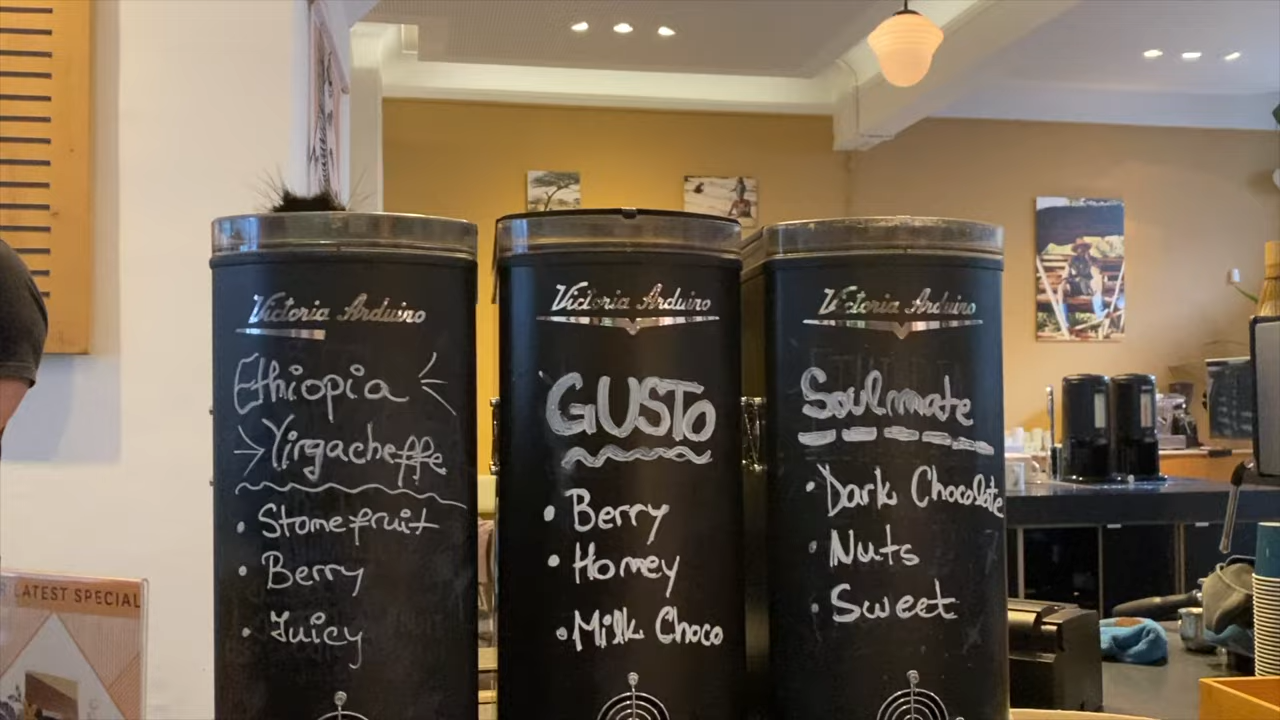 Victoria Arduino
Ethiopia
Yirgacheffe
• Stonefruit
• Berry
• Juicy
Victoria Arduino
GUSTO
• Berry
• Honey
• Milk Choco
Victoria Arduino
Soulmate
• Dark Chocolate
• Nuts
• Sweet
LATEST SPECIAL